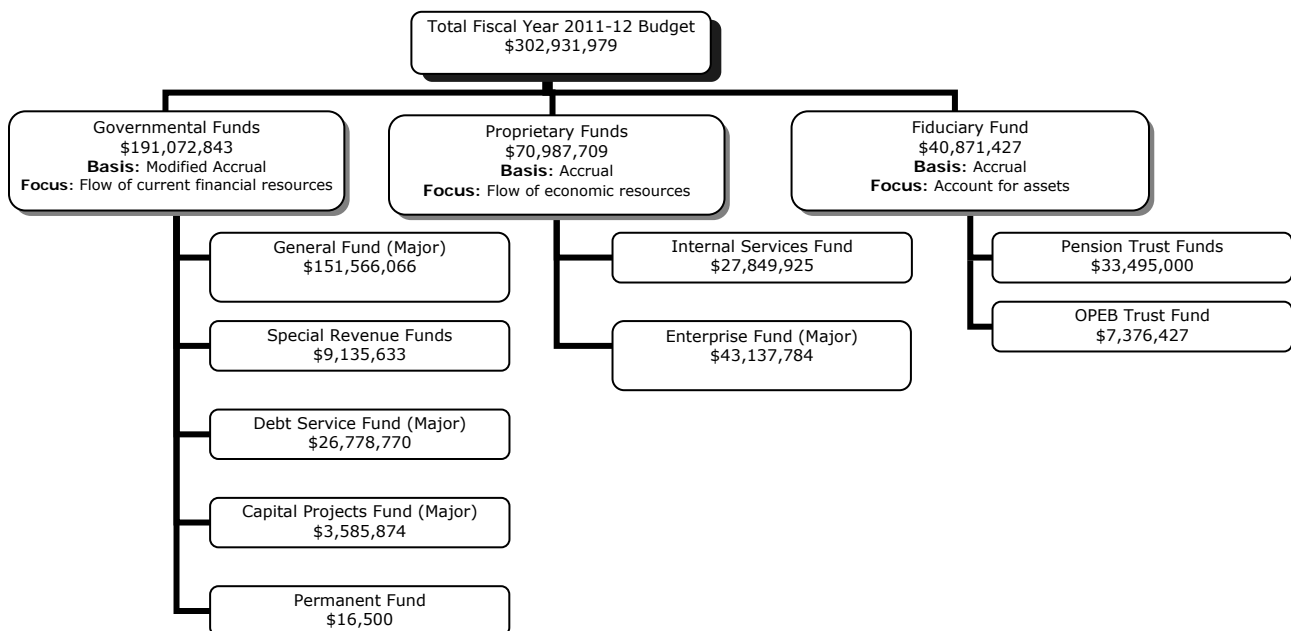 Total Fiscal Year 2011-12 Budget
$302,931,979
Governmental Funds
$191,072,843
Basis: Modified Accrual
Focus: Flow of current financial resources
Proprietary Funds
$70,987,709
Basis: Accrual
Focus: Flow of economic resources
Fiduciary Fund
$40,871,427
Basis: Accrual
Focus: Account for assets
General Fund (Major)
$151,566,066
Special Revenue Funds
$9,135,633
Debt Service Fund (Major)
$26,778,770
Capital Projects Fund (Major)
$3,585,874
Permanent Fund
$16,500
Internal Services Fund
$27,849,925
Enterprise Fund (Major)
$43,137,784
Pension Trust Funds
$33,495,000
OPEB Trust Fund
$7,376,427